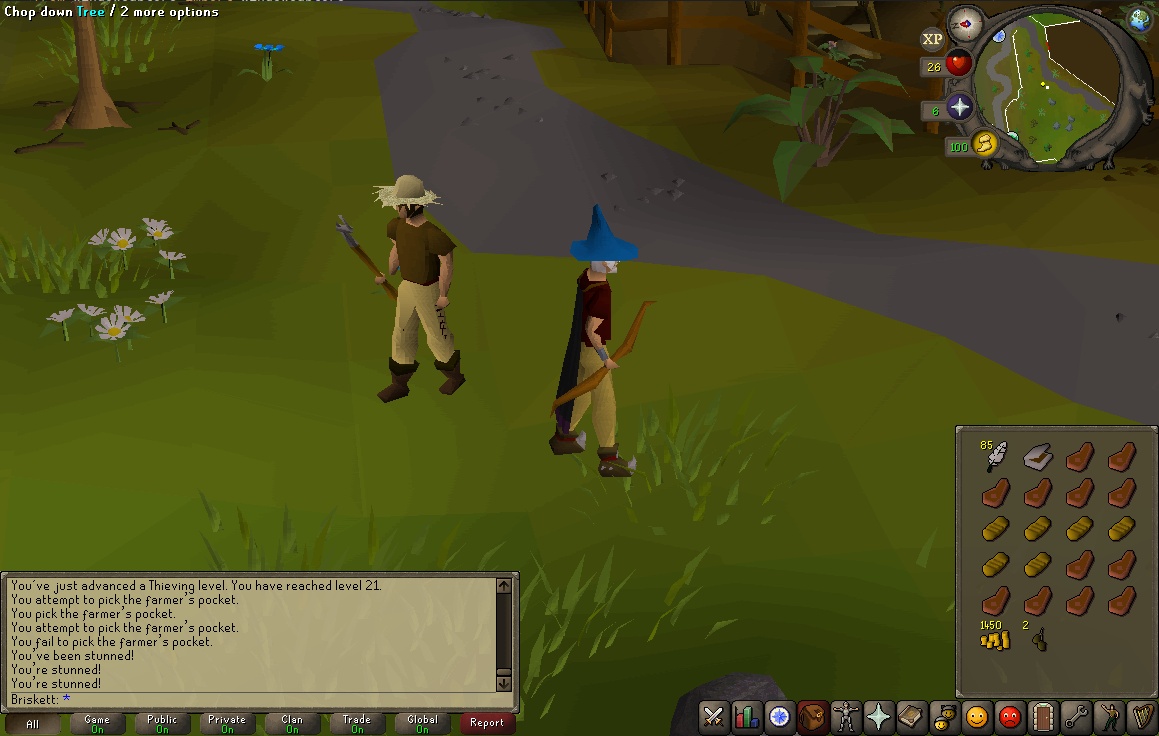 Chop down Tree / 2 more options
XP
26
6
100
85
1450
2
You've just advanced a Thieving level. You have reached level 21.
You attempt to pick the farmer's pocket.
You pick the farmer's pocket.
You attempt to pick the farmer's pocket.
You fail to pick the farmer's pocket.
You've been stunned!
You're stunned!
You're stunned!
Briskett: *
All
Game
On
Public
On
Private
On
Clan
On
Trade
On
Global
On
Report